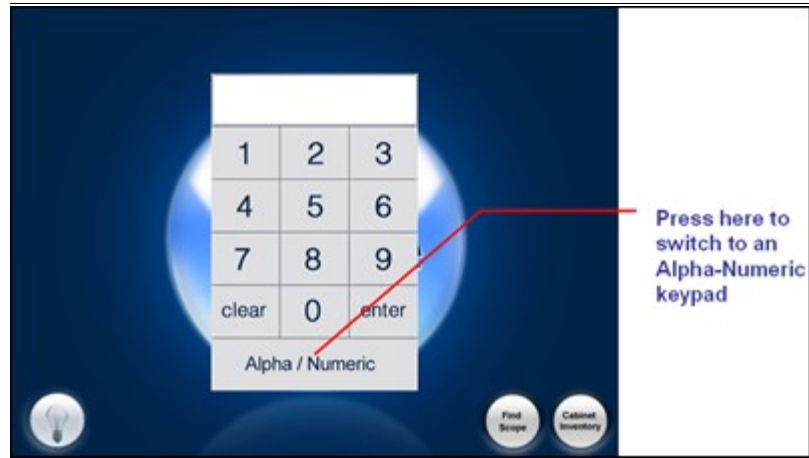 1 2 3
4 5 6
7 8 9
clear 0 enter
Alpha / Numeric
Press here to
switch to an
Alpha-Numeric
keypad
Find
Scope
Cabinet
Inventory